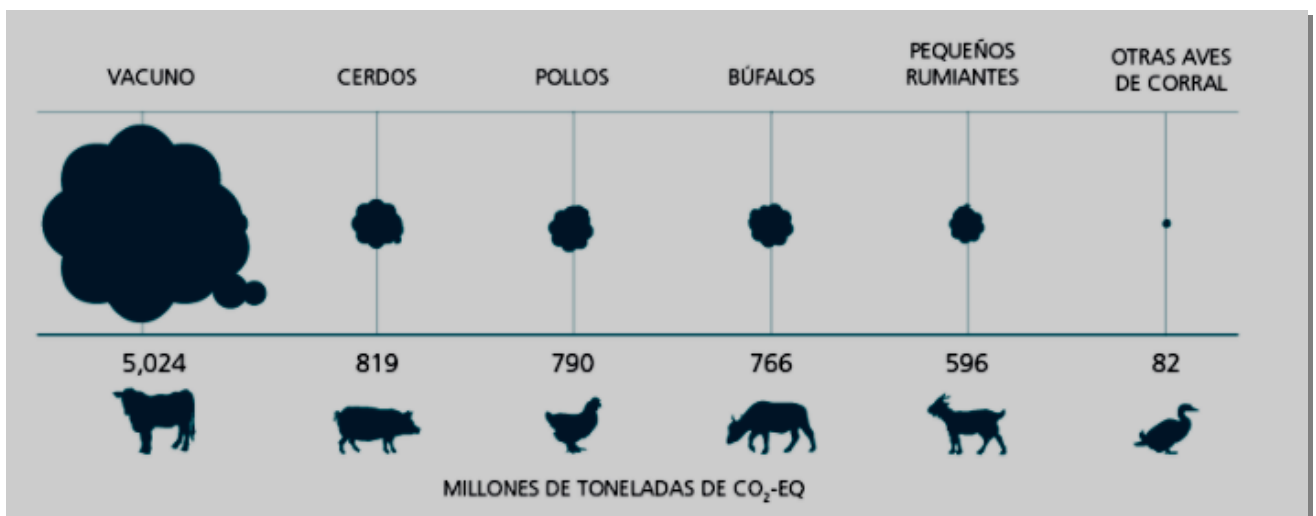 VACUNO
CERDOS
POLLOS
BÚFALOS
PEQUEÑOS
RUMIANTES
OTRAS AVES
DE CORRAL
5,024
819
790
766
596
82
MILLONES DE TONELADAS DE CO₂-EQ